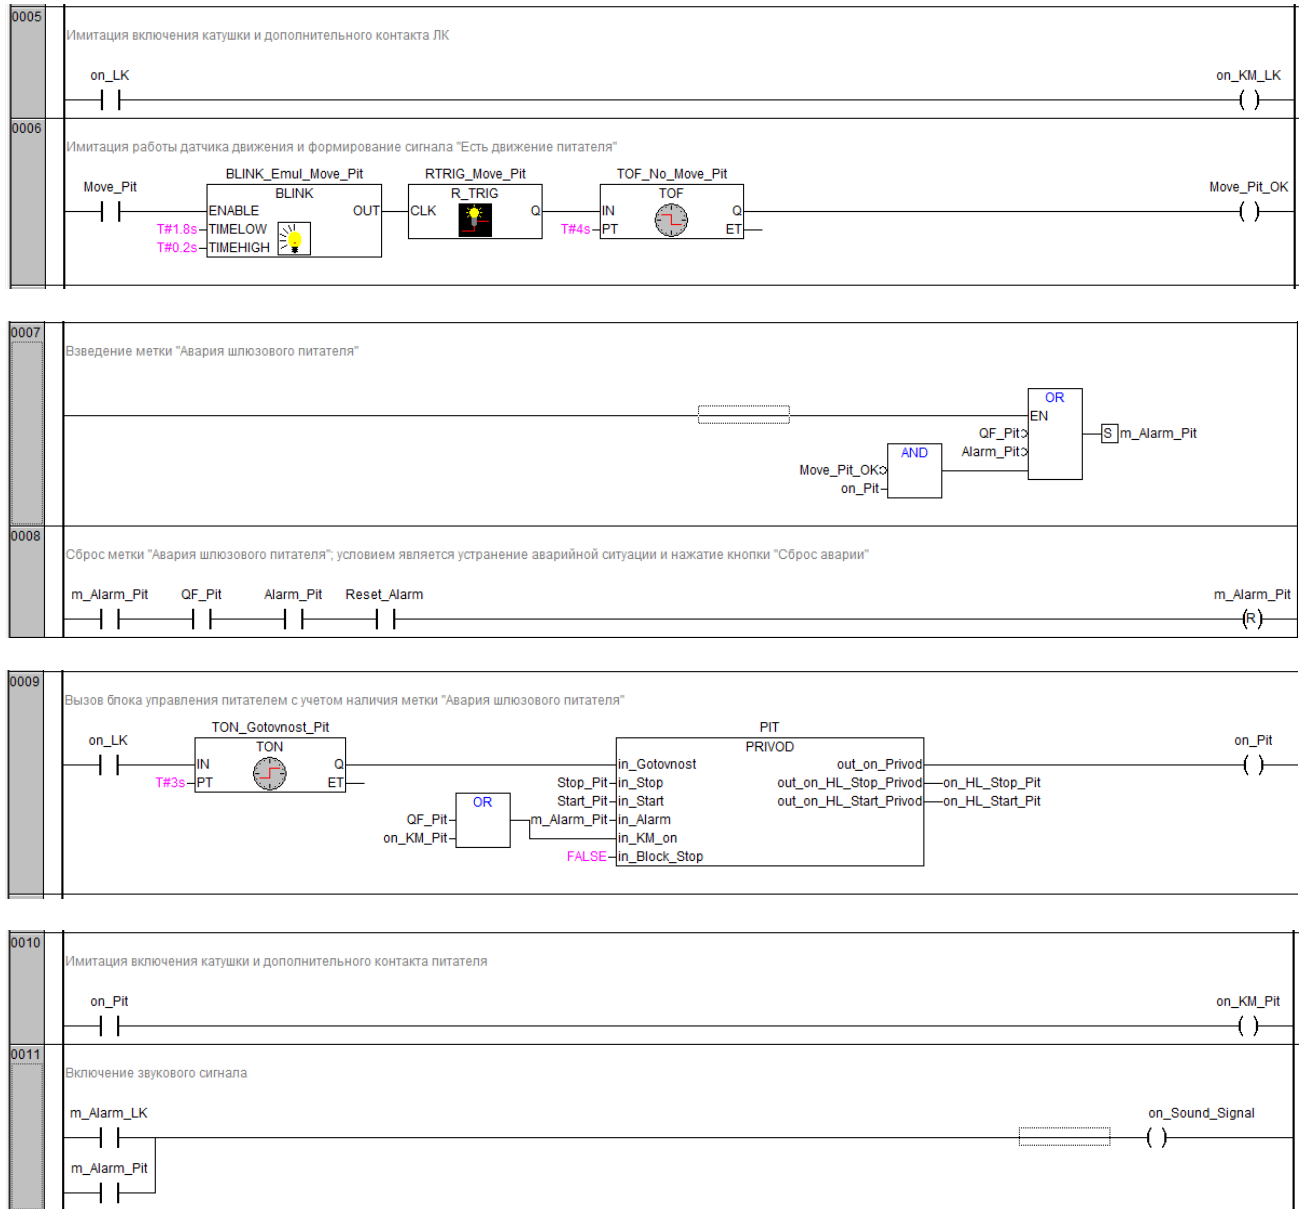 0005
Имитация включения катушки и дополнительного контакта ЛК
on_LK on_KM_LK
0006
Имитация работы датчика движения и формирование сигнала "Есть движение питателя"
BLINK_Emul_Move_Pit RTRIG_Move_Pit TOF_No_Move_Pit
Move_Pit BLINK R_TRIG TOF Move_Pit_OK
ENABLE OUT CLK Q IN Q
T#1.8s TIMELOW T#4s PT ET
T#0.2s TIMEHIGH
0007
Взведение метки "Авария шлюзового питателя"
OR
EN
QF_Pit S m_Alarm_Pit
AND Alarm_Pit
Move_Pit_OK
on_Pit
0008
Сброс метки "Авария шлюзового питателя"; условием является устранение аварийной ситуации и нажатие кнопки "Сброс аварии"
m_Alarm_Pit QF_Pit Alarm_Pit Reset_Alarm m_Alarm_Pit
R
0009
Вызов блока управления питателем с учетом наличия метки "Авария шлюзового питателя"
TON_Gotovnost_Pit PIT
on_LK TON PRIVOD on_Pit
IN Q in_Gotovnost out_on_Privod
T#3s PT ET Stop_Pit in_Stop out_on_HL_Stop_Privod on_HL_Stop_Pit
OR Start_Pit in_Start out_on_HL_Start_Privod on_HL_Start_Pit
QF_Pit m_Alarm_Pit in_Alarm
on_KM_Pit in_KM_on
FALSE in_Block_Stop
0010
Имитация включения катушки и дополнительного контакта питателя
on_Pit on_KM_Pit
0011
Включение звукового сигнала
m_Alarm_LK on_Sound_Signal
m_Alarm_Pit